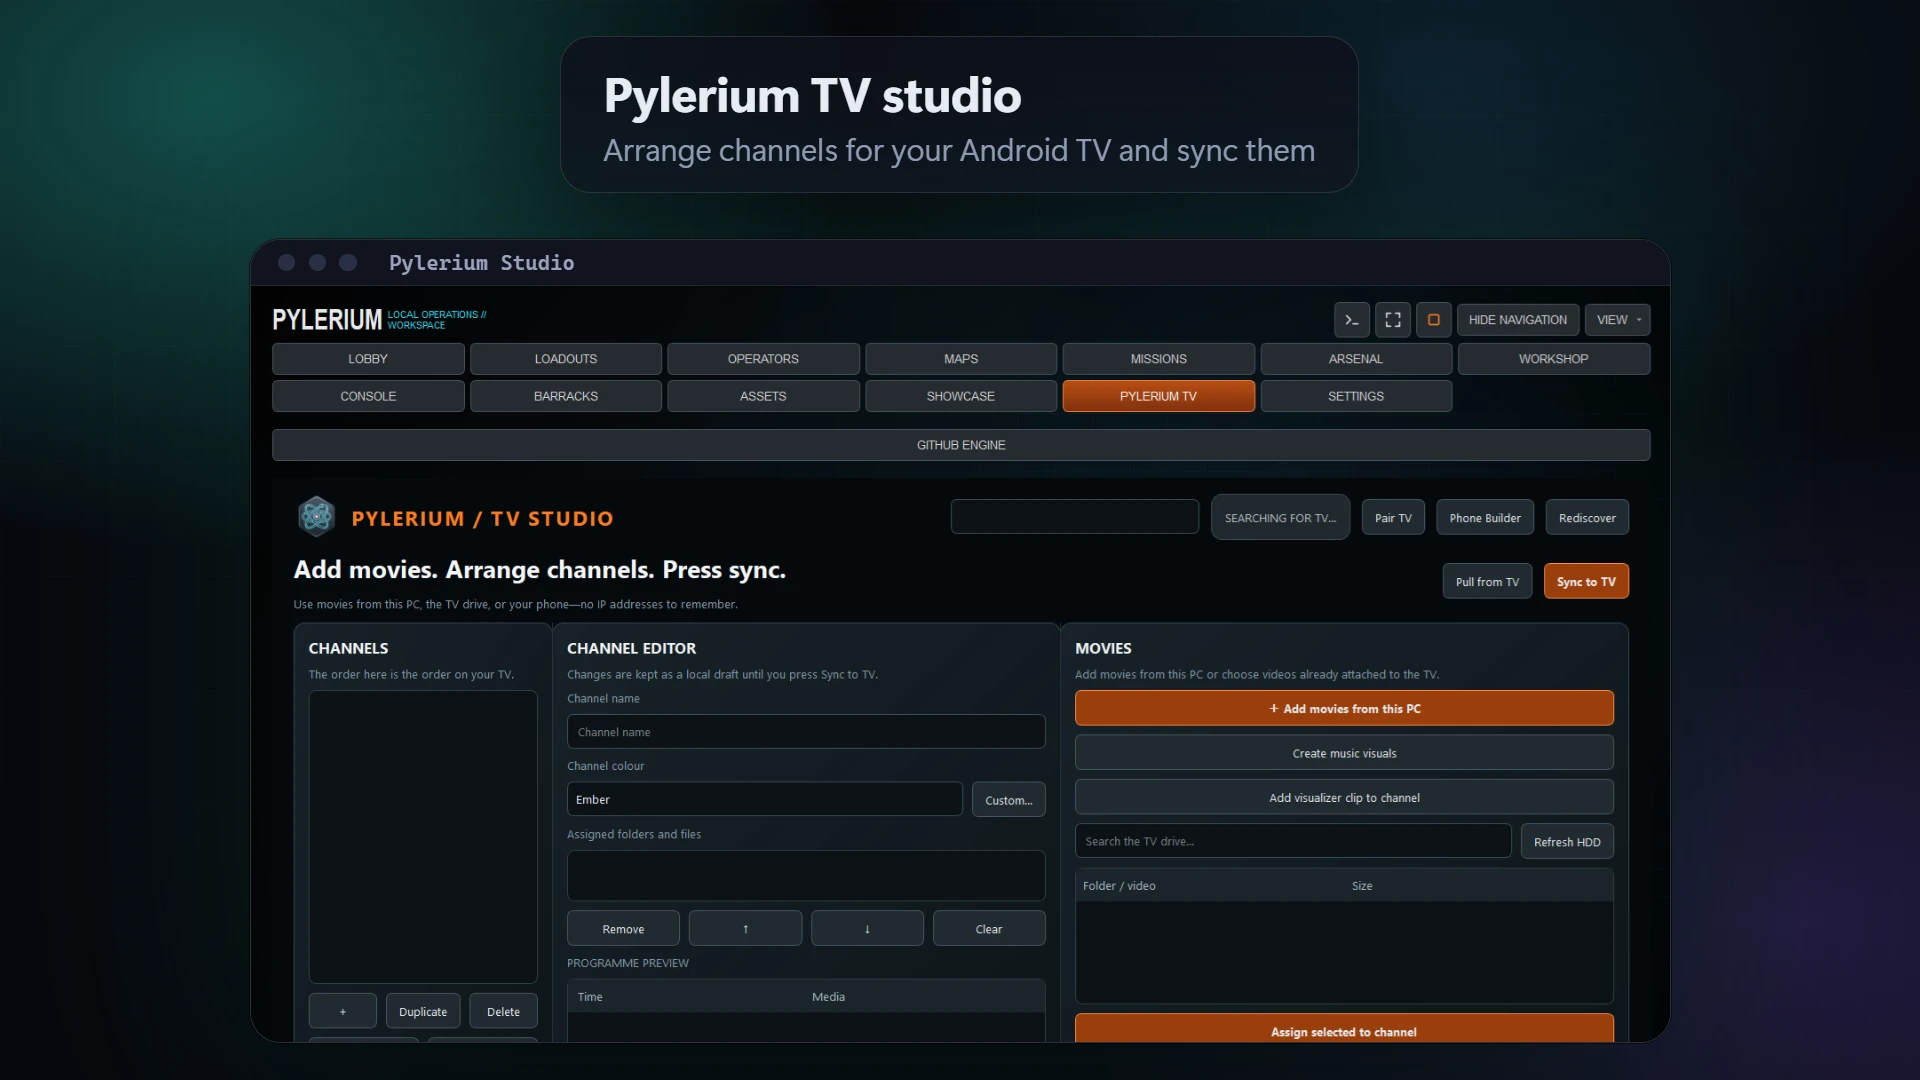 Pylerium TV studio
Arrange channels for your Android TV and sync them
Pylerium Studio
PYLERIUM LOCAL OPERATIONS //
WORKSPACE
HIDE NAVIGATION VIEW
LOBBY LOADOUTS OPERATORS MAPS MISSIONS ARSENAL WORKSHOP
CONSOLE BARRACKS ASSETS SHOWCASE PYLERIUM TV SETTINGS
GITHUB ENGINE
PYLERIUM / TV STUDIO
SEARCHING FOR TV... Pair TV Phone Builder Rediscover
Add movies. Arrange channels. Press sync.
Pull from TV Sync to TV
Use movies from this PC, the TV drive, or your phone—no IP addresses to remember.
CHANNELS
The order here is the order on your TV.
+ Duplicate Delete
CHANNEL EDITOR
Changes are kept as a local draft until you press Sync to TV.
Channel name
Channel name
Channel colour
Ember Custom...
Assigned folders and files
Remove ↑ ↓ Clear
PROGRAMME PREVIEW
Time Media
MOVIES
Add movies from this PC or choose videos already attached to the TV.
+ Add movies from this PC
Create music visuals
Add visualizer clip to channel
Search the TV drive... Refresh HDD
Folder / video Size
Assign selected to channel